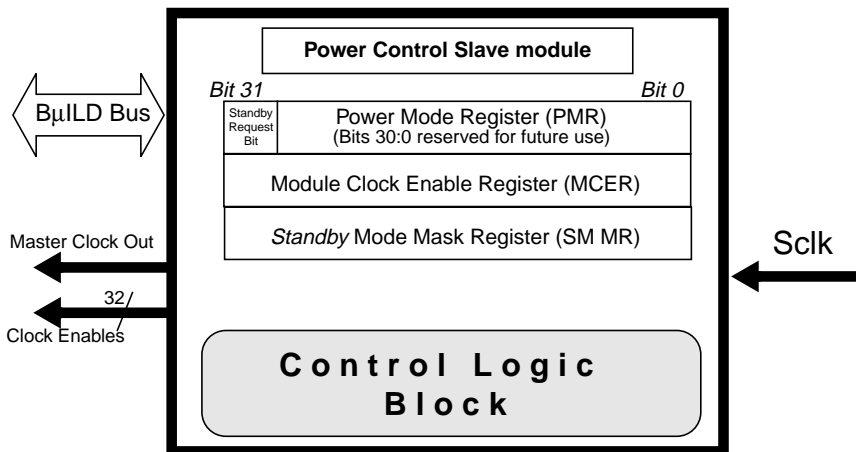 Power Control Slave module
Bit 31
Bit 0
BμILD Bus
Standby
Request
Bit
Power Mode Register (PMR)
(Bits 30:0 reserved for future use)
Module Clock Enable Register (MCER)
Standby Mode Mask Register (SM MR)
Master Clock Out
Sclk
32
Clock Enables
Control Logic
Block